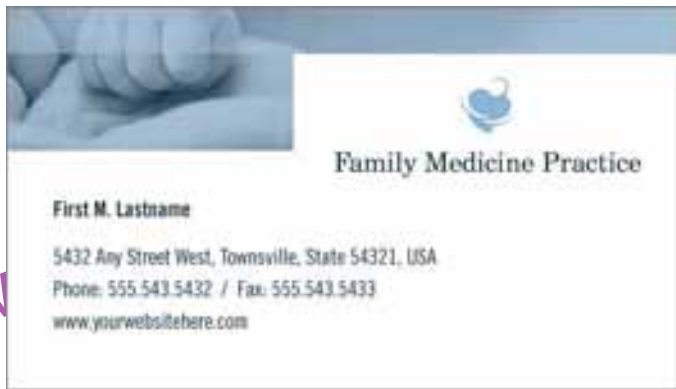 Family Medicine Practice
First M. Lastname
5432 Any Street West, Townsville, State 54321, USA
Phone: 555.543.5432 / Fax: 555.543.5433
www.yourwebsitehere.com